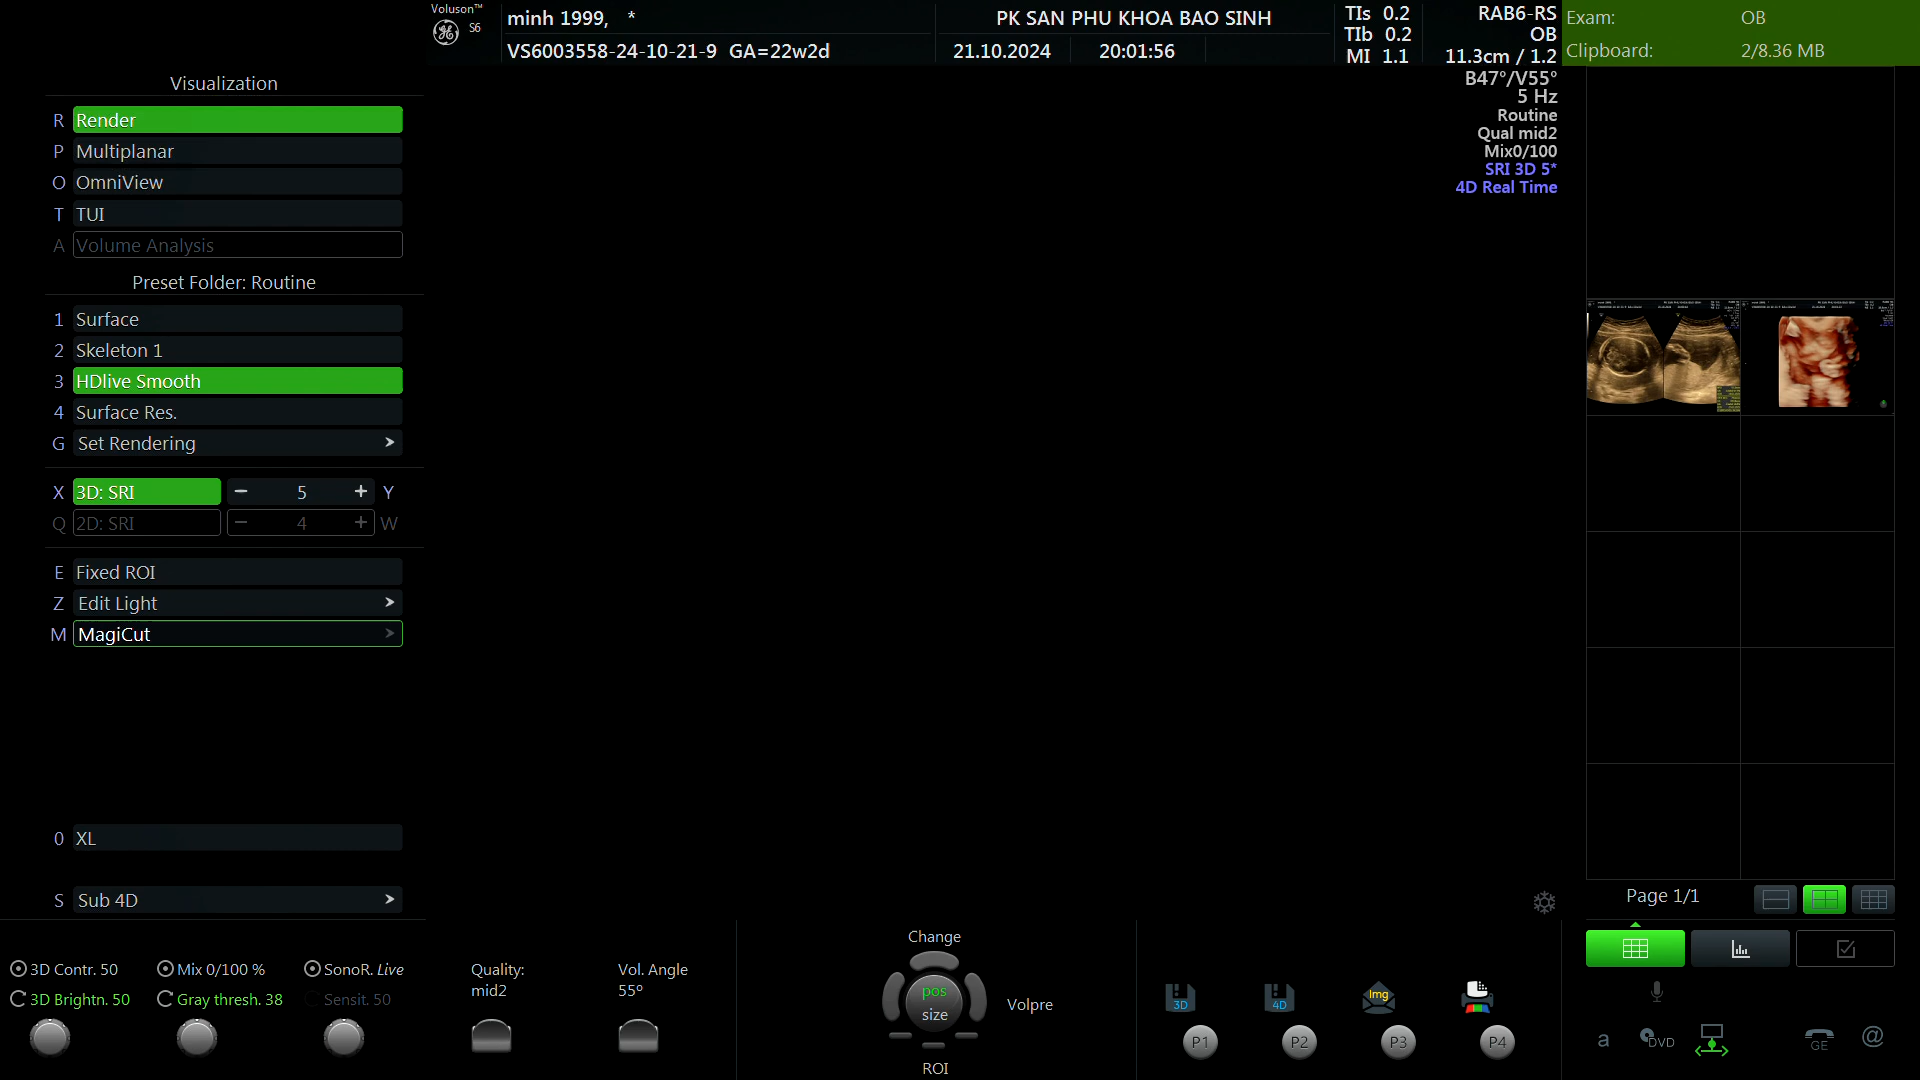 Voluson™
S6
minh 1999, *
PK SAN PHU KHOA BAO SINH
VS6003558-24-10-21-9 GA=22w2d
21.10.2024
20:01:56
TIs 0.2
TIb 0.2
MI 1.1
RAB6-RS
OB
11.3cm / 1.2
B47°/V55°
5 Hz
Routine
Qual mid2
Mix0/100
SRI 3D 5*
4D Real Time
Exam: OB
Clipboard: 2/8.36 MB
Visualization
R Render
P Multiplanar
O OmniView
T TUI
A Volume Analysis
Preset Folder: Routine
1 Surface
2 Skeleton 1
3 HDlive Smooth
4 Surface Res.
G Set Rendering >
X 3D: SRI − 5 + Y
Q 2D: SRI − 4 + W
E Fixed ROI
Z Edit Light >
M MagiCut >
0 XL
S Sub 4D >
3D Contr. 50
3D Brightn. 50
Mix 0/100 %
Gray thresh. 38
SonoR. Live
Sensit. 50
Quality:
mid2
Vol. Angle
55°
Change
pos
size
Volpre
ROI
3D
4D
Img
P1
P2
P3
P4
Page 1/1
a
DVD
GE
@